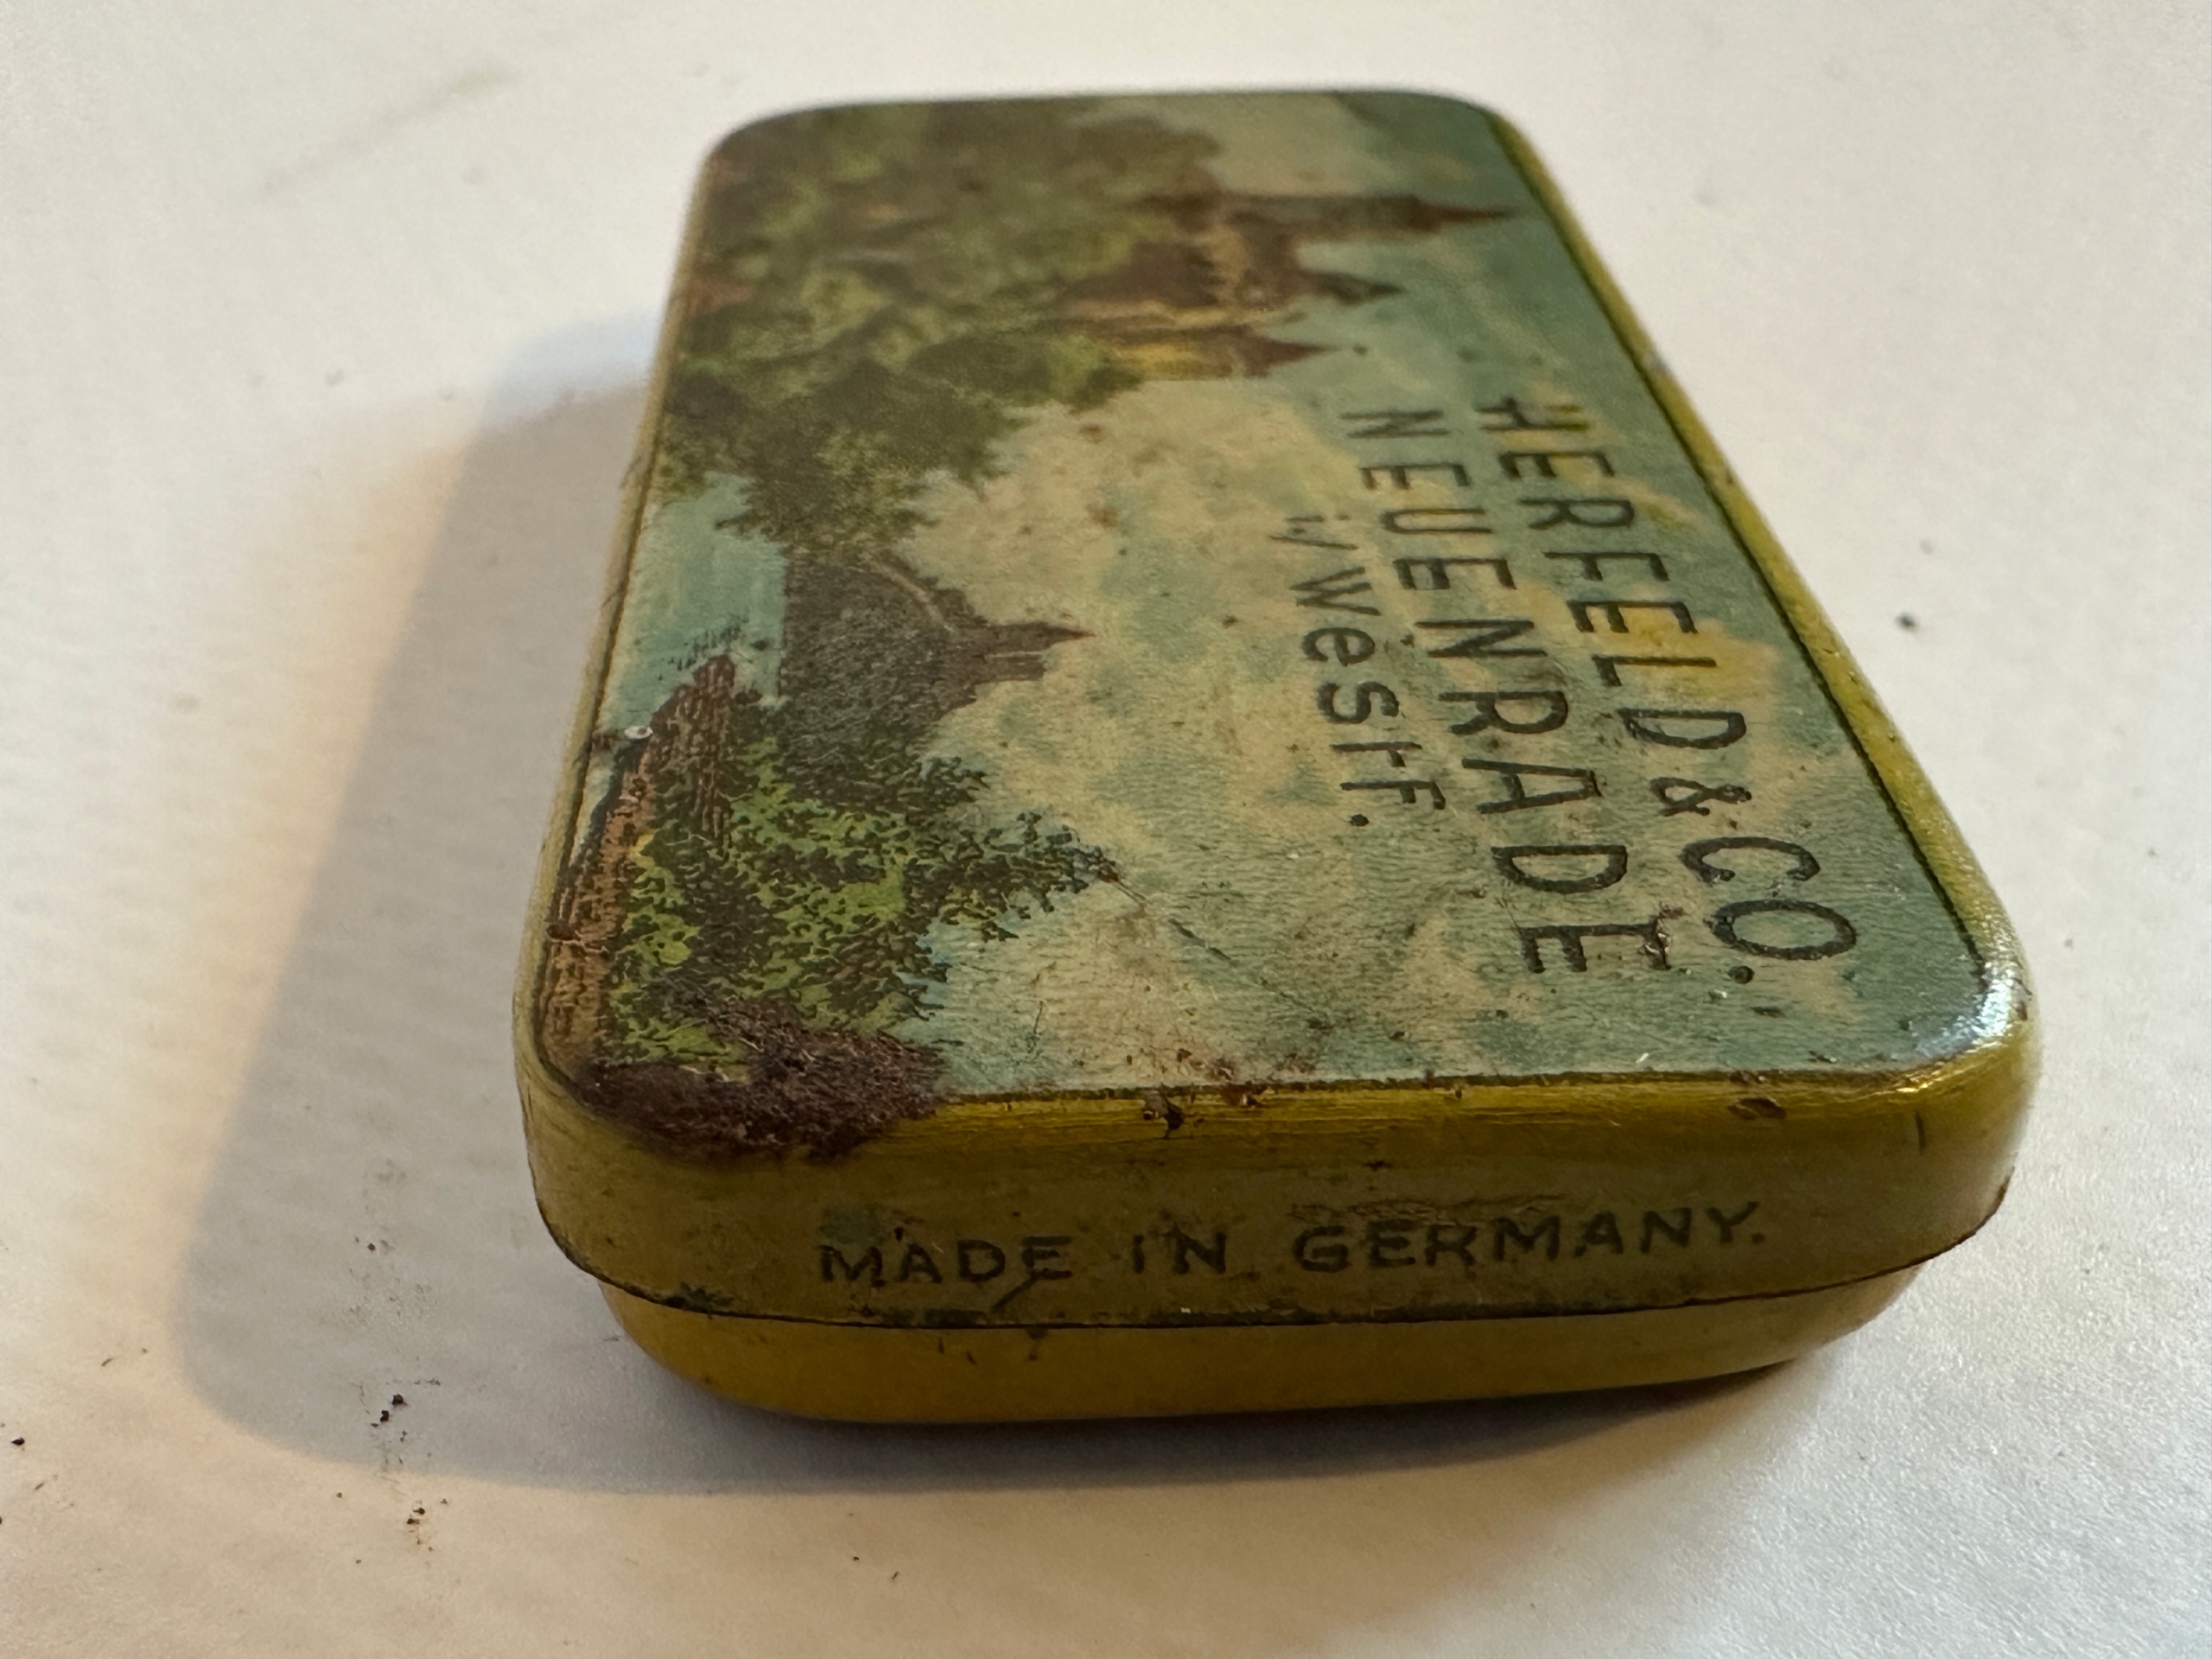 HERFELD & CO.,
NEUENRADE
i/Westf.
MADE IN GERMANY.